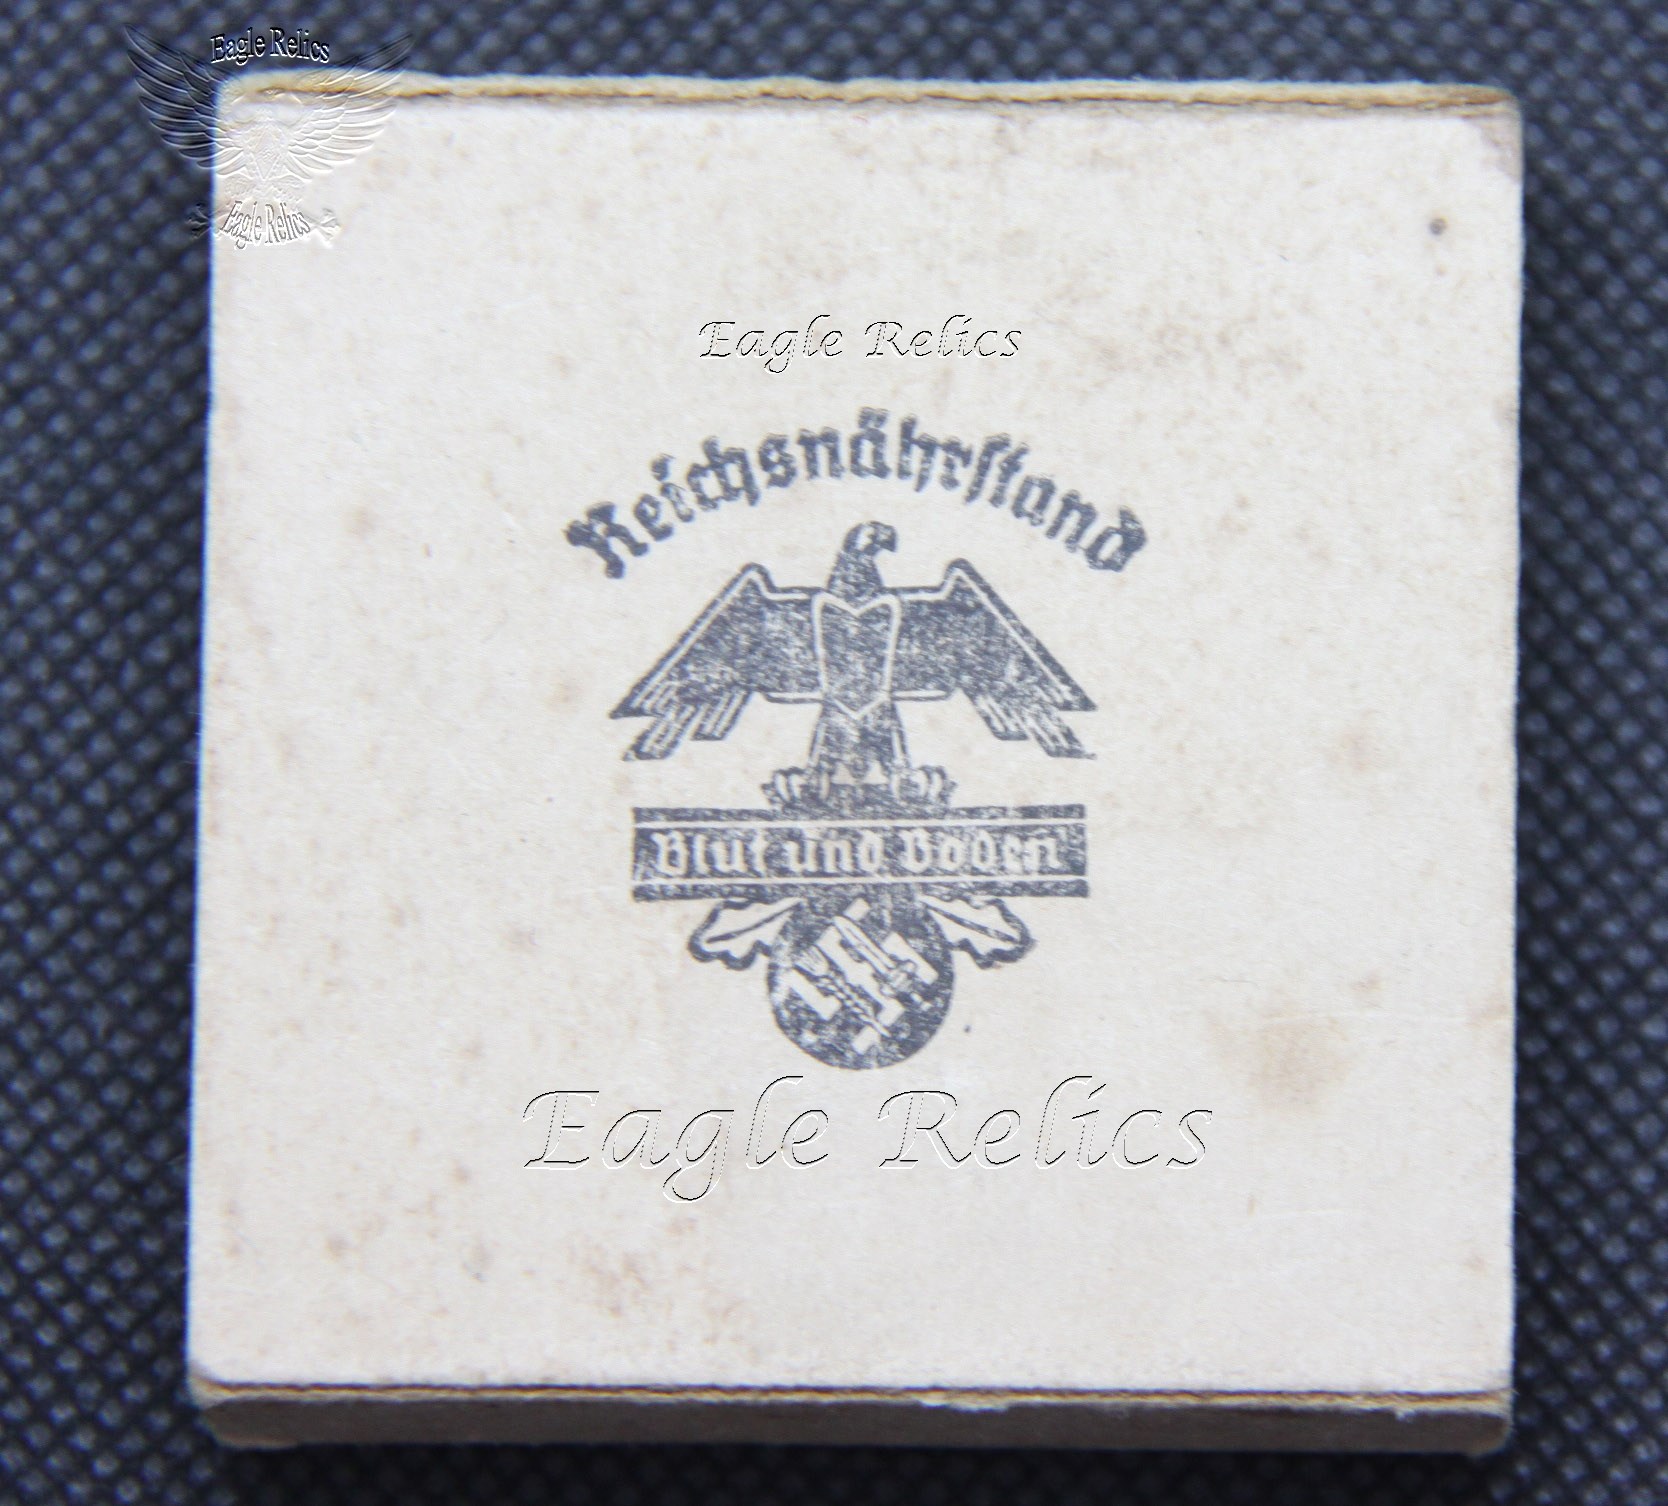 Eagle Relics
Eagle Relics
Eagle Relics
Reichsnährstand
Blut und Boden
Eagle Relics